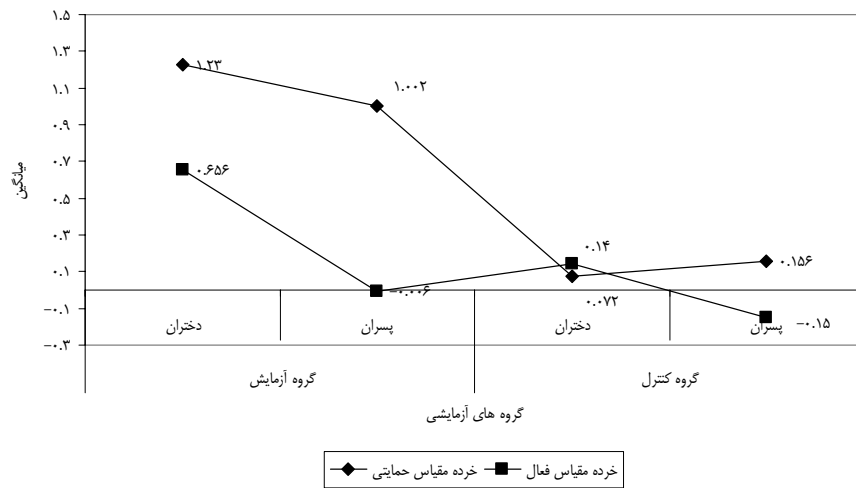 ۱.۵
۱.۳
۱.۱
۰.۹
۰.۷
۰.۵
۰.۳
۰.۱
−۰.۱
−۰.۳
میانگین
۱.۲۳
۱.۰۰۲
۰.۶۵۶
−۰.۰۰۶
۰.۱۴
۰.۰۷۲
۰.۱۵۶
−۰.۱۵
دختران
پسران
دختران
پسران
گروه آزمایش
گروه کنترل
گروه های آزمایشی
خرده مقیاس حمایتی
خرده مقیاس فعال